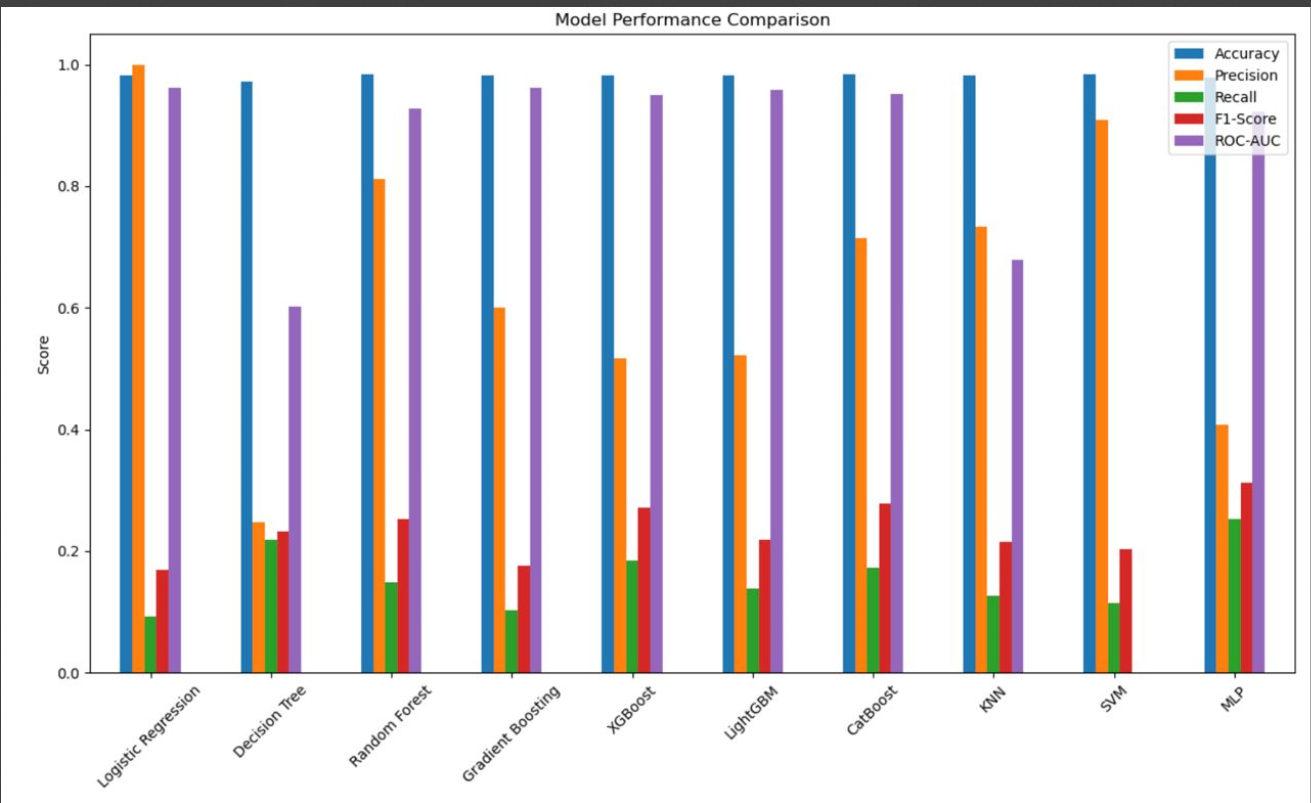 Model Performance Comparison
Accuracy
Precision
Recall
F1-Score
ROC-AUC
Score
1.0
0.8
0.6
0.4
0.2
0.0
Logistic Regression
Decision Tree
Random Forest
Gradient Boosting
XGBoost
LightGBM
CatBoost
KNN
SVM
MLP